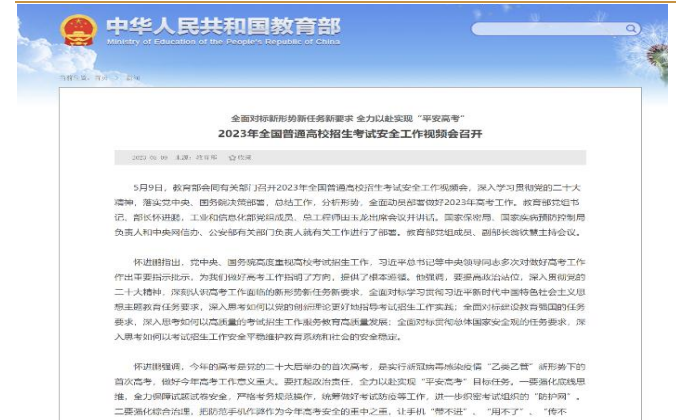 中华人民共和国教育部
Ministry of Education of the People's Republic of China
当前位置：首页 > 新闻
全面对标新形势新任务新要求 全力以赴实现“平安高考”
2023年全国普通高校招生考试安全工作视频会召开
2023-05-09 来源：教育部 收藏
5月9日，教育部会同有关部门召开2023年全国普通高校招生考试安全工作视频会，深入学习贯彻党的二十大
精神，落实党中央、国务院决策部署，总结工作，分析形势，全面动员部署做好2023年高考工作。教育部党组书
记、部长怀进鹏，工业和信息化部党组成员、总工程师田玉龙出席会议并讲话。国家保密局、国家疾病预防控制局
负责人和中央网信办、公安部有关部门负责人就有关工作进行了部署。教育部党组成员、副部长翁铁慧主持会议。
怀进鹏指出，党中央、国务院高度重视高校考试招生工作，习近平总书记等中央领导同志多次对做好高考工作
作出重要指示批示，为我们做好高考工作指明了方向，提供了根本遵循。他强调，要提高政治站位，深入贯彻党的
二十大精神，深刻认识高考工作面临的新形势新任务新要求，全面对标学习贯彻习近平新时代中国特色社会主义思
想主题教育任务要求，深入思考如何以党的创新理论更好地指导考试招生工作实践；全面对标建设教育强国的任务
要求，深入思考如何以高质量的考试招生工作服务教育高质量发展；全面对标贯彻总体国家安全观的任务要求，深
入思考如何以考试招生工作安全平稳维护教育系统和社会的安全稳定。
怀进鹏强调，今年的高考是党的二十大后举办的首次高考，是实行新冠病毒感染疫情“乙类乙管”新形势下的
首次高考，做好今年高考工作意义重大。要扛起政治责任，全力以赴实现“平安高考”目标任务。一要强化底线思
维，全力保障试题试卷安全，严格考务规范操作，统筹做好考试防疫等工作，进一步织密考试组织的“防护网”。
二要强化综合治理，把防范手机作弊作为今年高考安全的重中之重，让手机“带不进”、“用不了”、“传不